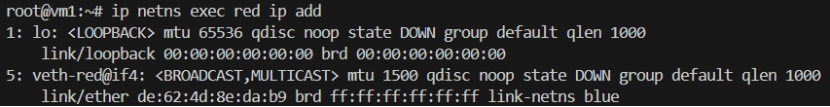 root@vm1:~# ip netns exec red ip add
1: lo: <LOOPBACK> mtu 65536 qdisc noop state DOWN group default qlen 1000
    link/loopback 00:00:00:00:00:00 brd 00:00:00:00:00:00
5: veth-red@if4: <BROADCAST,MULTICAST> mtu 1500 qdisc noop state DOWN group default qlen 1000
    link/ether de:62:4d:8e:da:b9 brd ff:ff:ff:ff:ff:ff link-netns blue